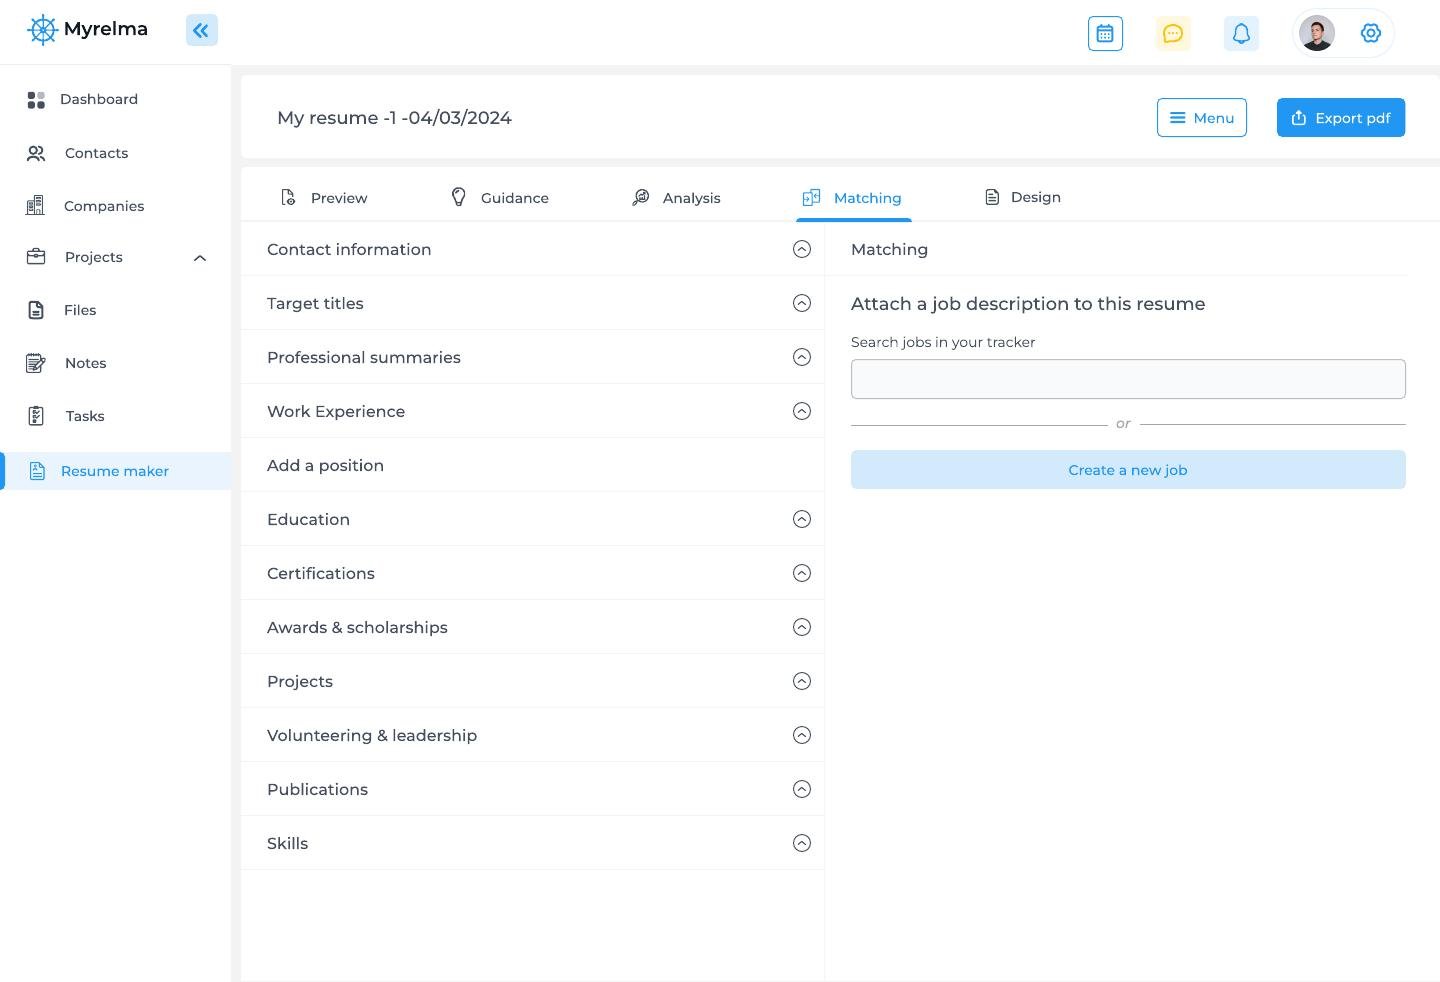 Myrelma
Dashboard
Contacts
Companies
Projects
Files
Notes
Tasks
Resume maker
My resume -1 -04/03/2024
Menu
Export pdf
Preview
Guidance
Analysis
Matching
Design
Contact information
Target titles
Professional summaries
Work Experience
Add a position
Education
Certifications
Awards & scholarships
Projects
Volunteering & leadership
Publications
Skills
Matching
Attach a job description to this resume
Search jobs in your tracker
or
Create a new job